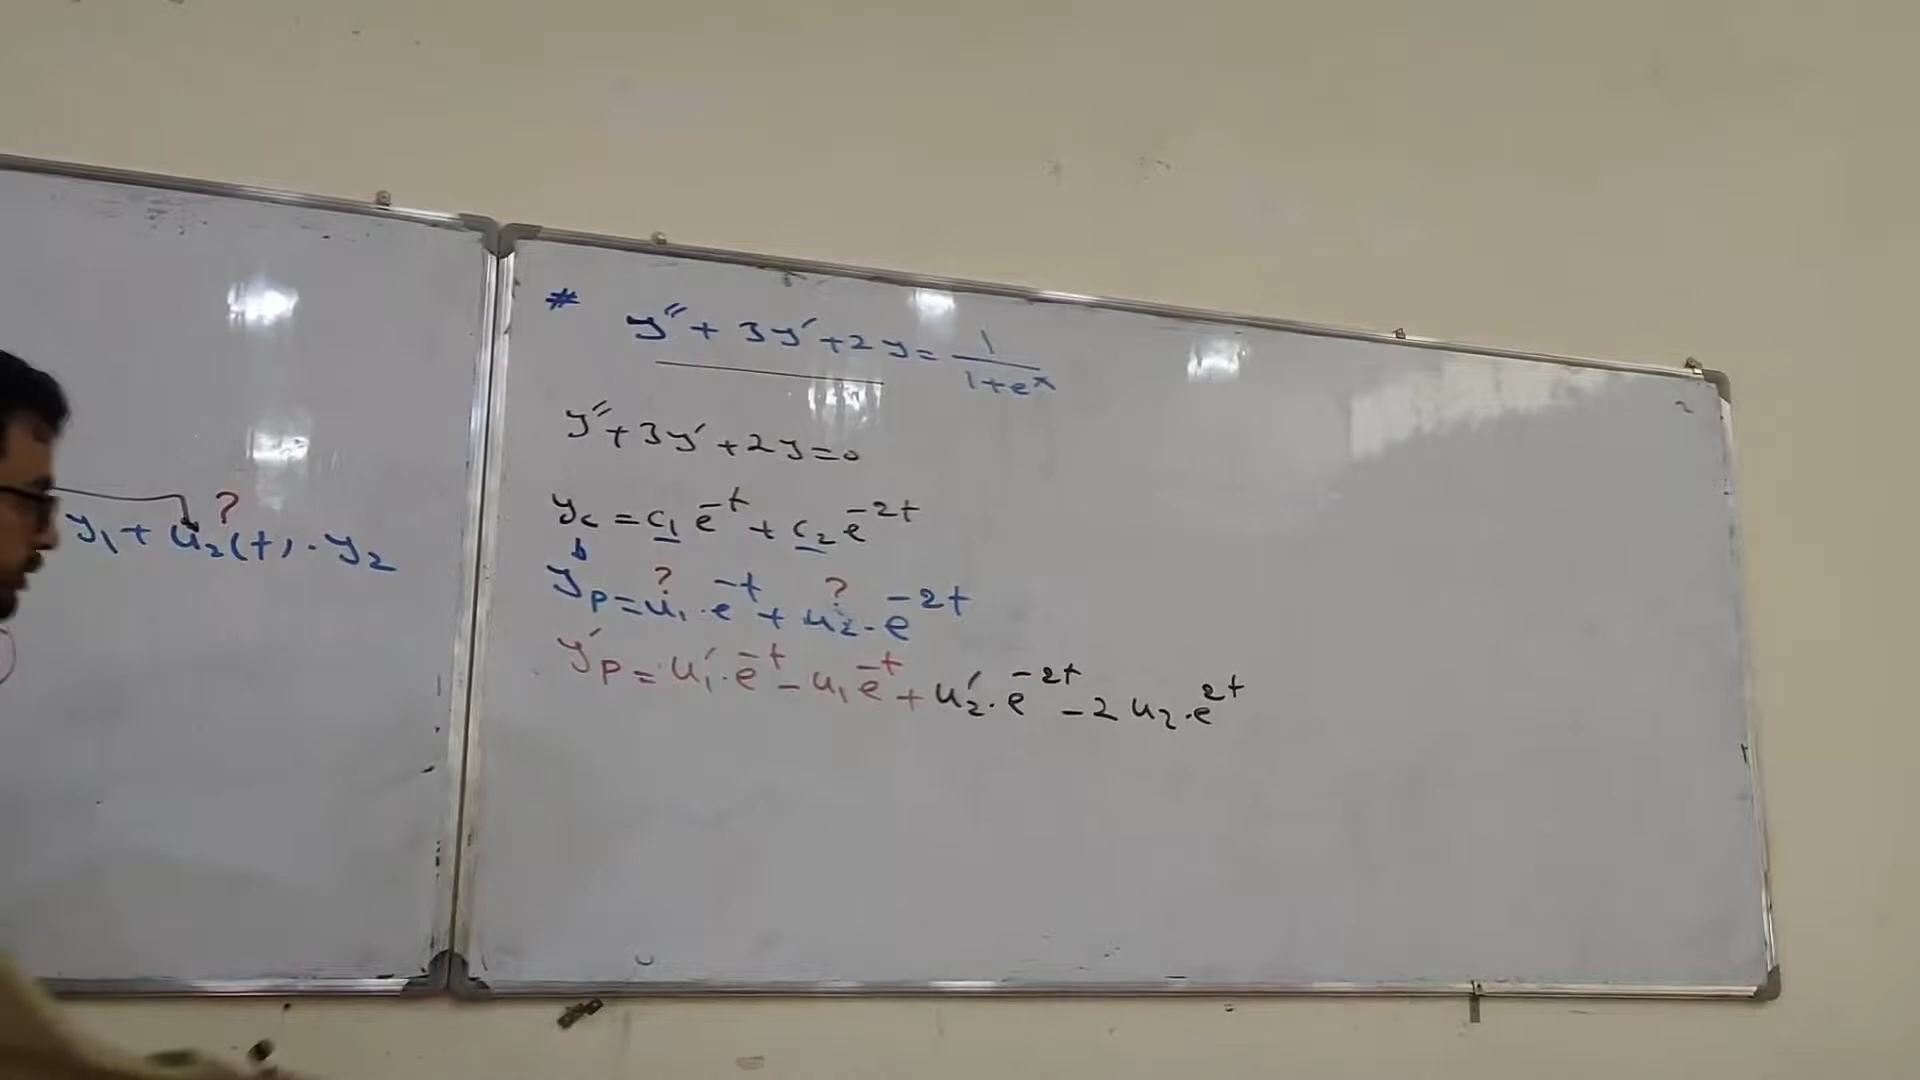 ?
y₁ + u₂(t) . y₂
# y″ + 3y′ + 2y = 1/(1+eˣ)
y″ + 3y′ + 2y = 0
y_c = c₁ e^{-t} + c₂ e^{-2t}
? ?
y_p = u₁ . e^{-t} + u₂ . e^{-2t}
y′_p = u₁′ . e^{-t} - u₁ e^{-t} + u₂′ . e^{-2t} - 2 u₂ . e^{2t}